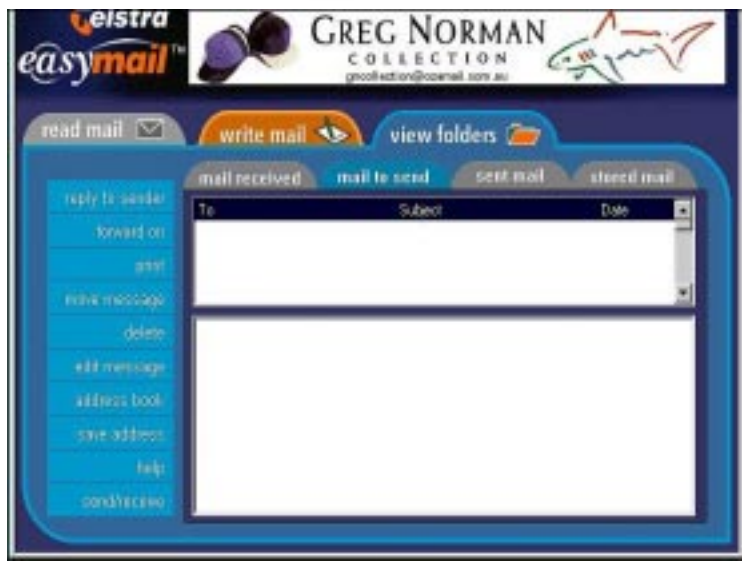 Telstra
easymail™
GREG NORMAN
COLLECTION
read mail
write mail
view folders
mail received
mail to send
sent mail
stored mail
To Subject Date
reply to sender
forward on
print
move message
delete
edit message
address book
save address
help
send/receive